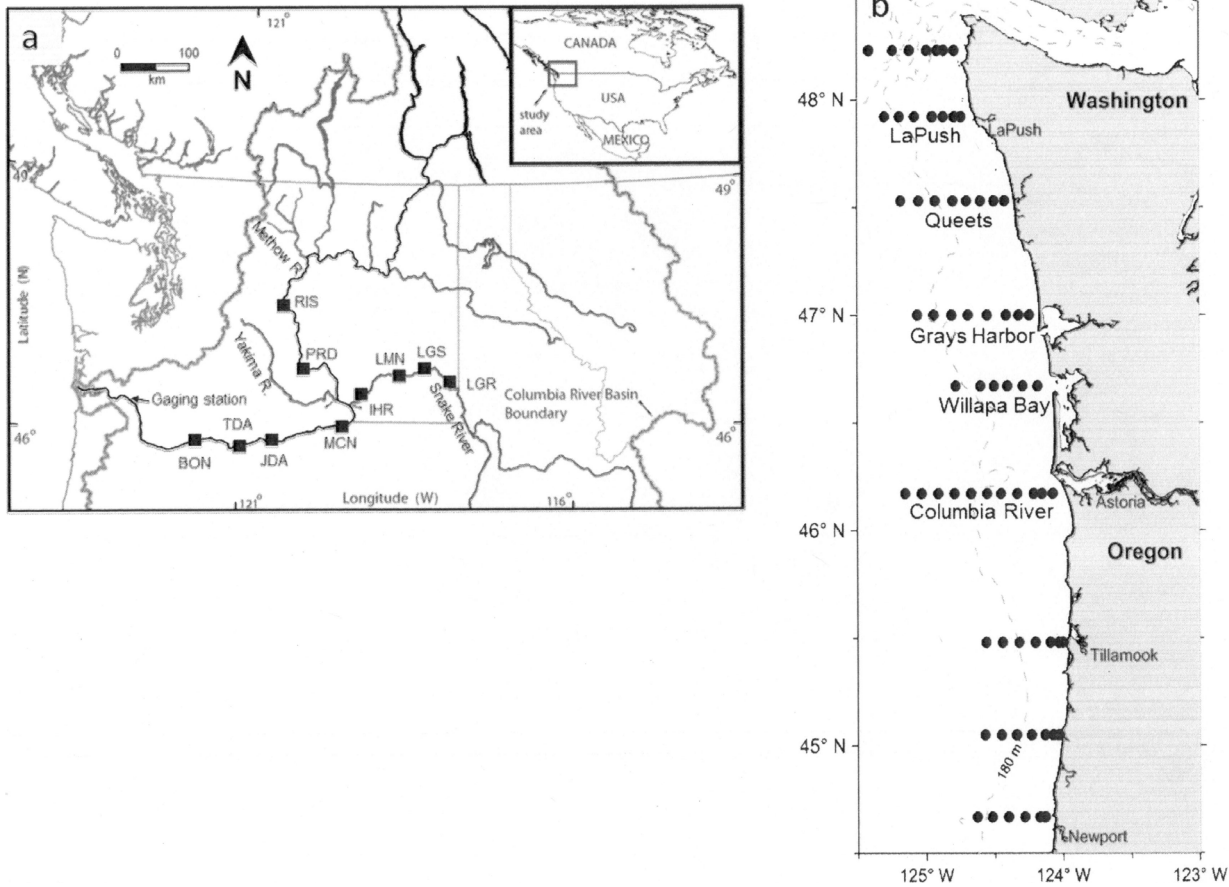 a
0 100
km
N
121°
CANADA
USA
MEXICO
study
area
49°
49°
Methow R.
RIS
PRD
Yakima R.
LMN
LGS
LGR
IHR
Snake River
Columbia River Basin
Boundary
Gaging station
TDA
BON
JDA
MCN
46°
46°
121°
Longitude (W)
116°
Latitude (N)
b
Washington
48° N
LaPush
LaPush
Queets
47° N
Grays Harbor
Willapa Bay
Columbia River
Astoria
46° N
Oregon
Tillamook
45° N
180 m
Newport
125° W
124° W
123° W